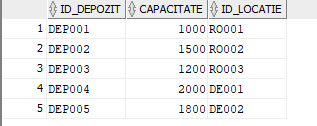 ID_DEPOZIT CAPACITATE ID_LOCATIE
1 DEP001 1000 RO001
2 DEP002 1500 RO002
3 DEP003 1200 RO003
4 DEP004 2000 DE001
5 DEP005 1800 DE002